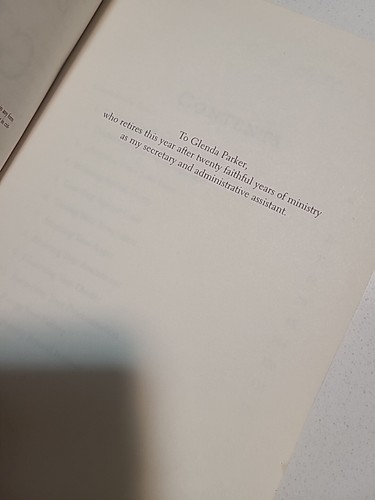 To Glenda Parker,
who retires this year after twenty faithful years of ministry
as my secretary and administrative assistant.